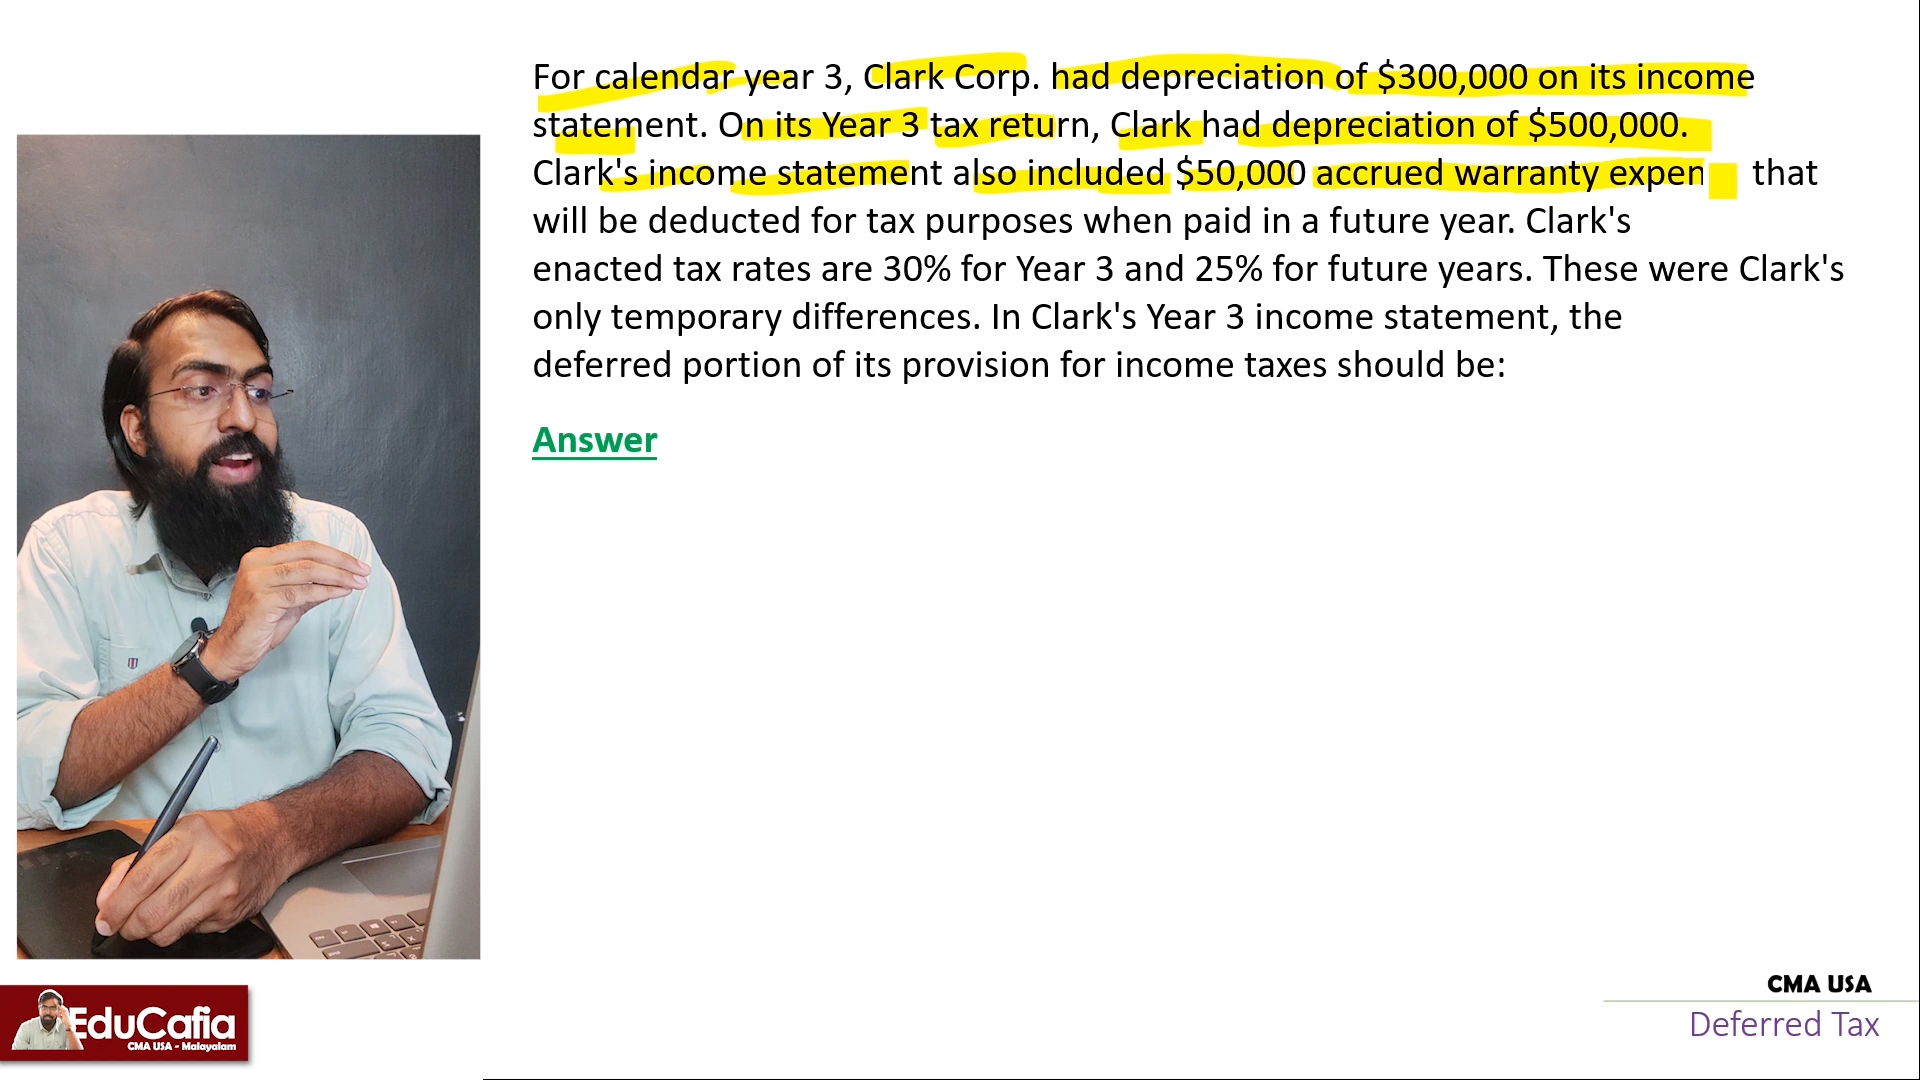 For calendar year 3, Clark Corp. had depreciation of $300,000 on its income
statement. On its Year 3 tax return, Clark had depreciation of $500,000.
Clark's income statement also included $50,000 accrued warranty expen that
will be deducted for tax purposes when paid in a future year. Clark's
enacted tax rates are 30% for Year 3 and 25% for future years. These were Clark's
only temporary differences. In Clark's Year 3 income statement, the
deferred portion of its provision for income taxes should be:
Answer
CMA USA
Deferred Tax
EduCafia
CMA USA - Malayalam